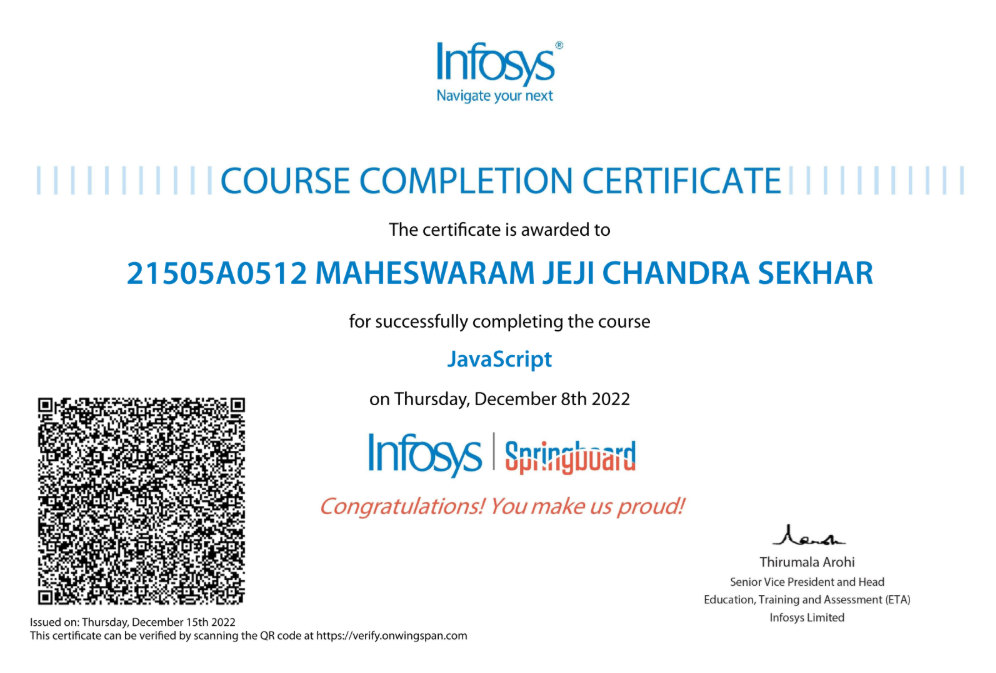 Infosys®
Navigate your next
COURSE COMPLETION CERTIFICATE
The certificate is awarded to
21505A0512 MAHESWARAM JEJI CHANDRA SEKHAR
for successfully completing the course
JavaScript
on Thursday, December 8th 2022
Infosys | Springboard
Congratulations! You make us proud!
Thirumala Arohi
Senior Vice President and Head
Education, Training and Assessment (ETA)
Infosys Limited
Issued on: Thursday, December 15th 2022
This certificate can be verified by scanning the QR code at https://verify.onwingspan.com